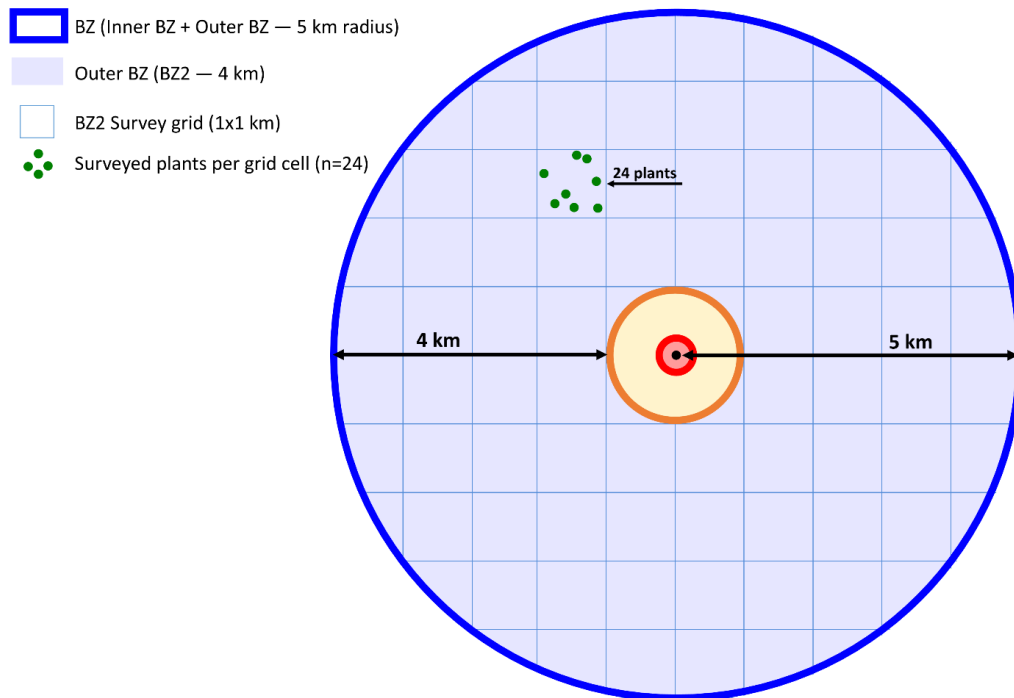 BZ (Inner BZ + Outer BZ — 5 km radius)
Outer BZ (BZ2 — 4 km)
BZ2 Survey grid (1x1 km)
Surveyed plants per grid cell (n=24)
24 plants
4 km
5 km